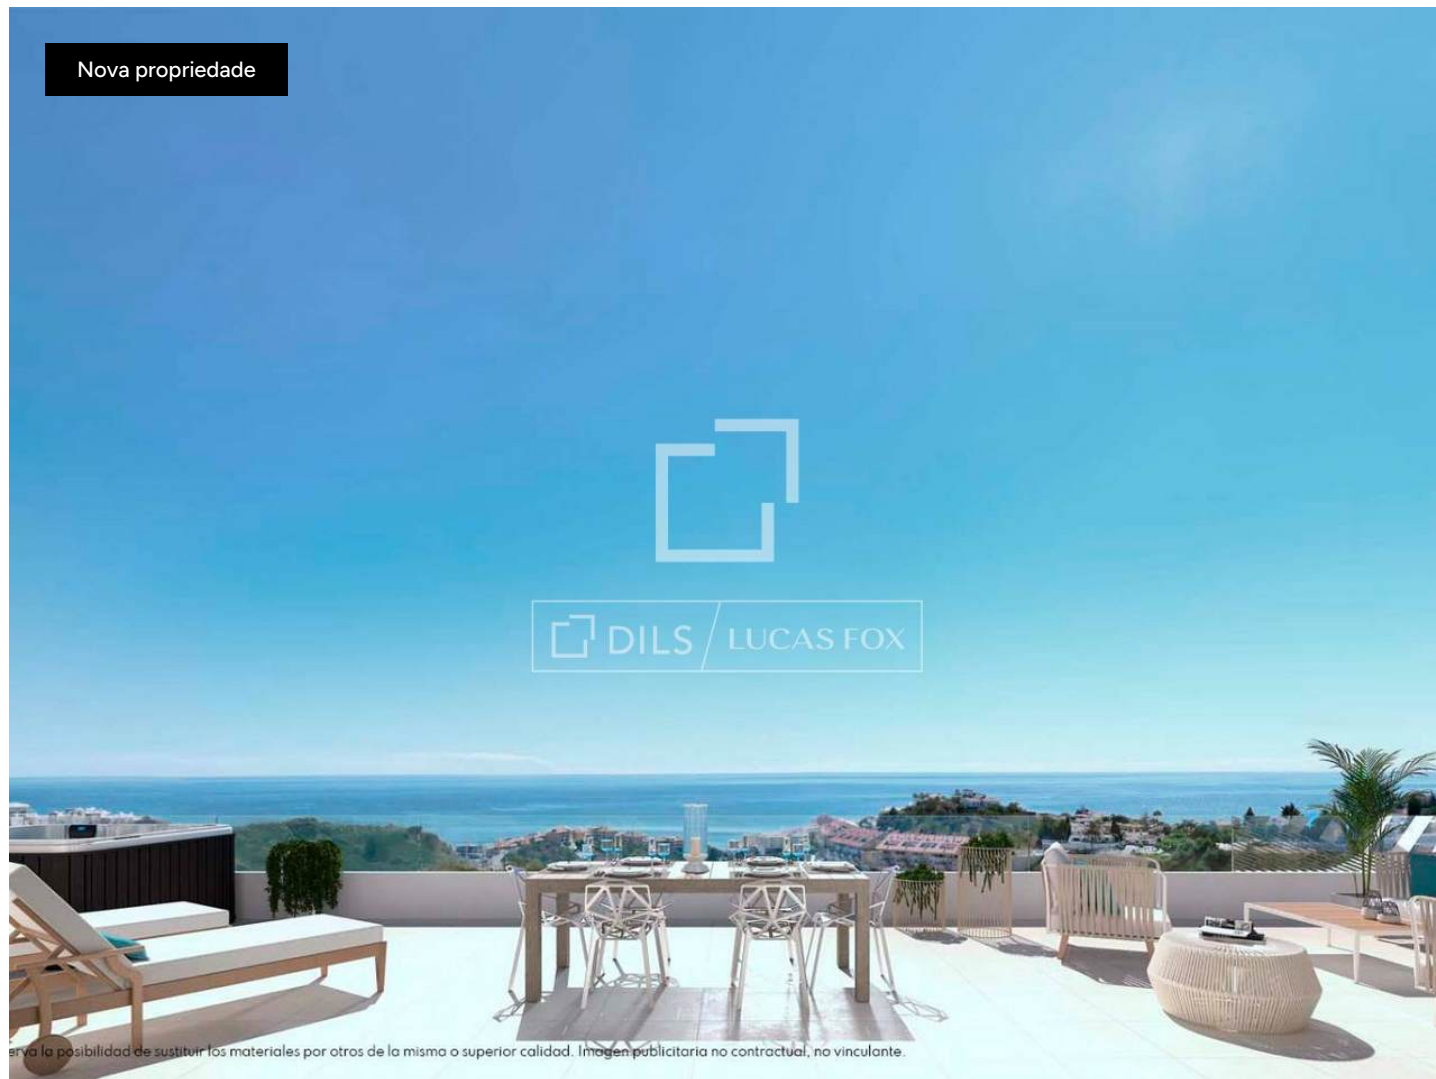 Nova propriedade
DILS / LUCAS FOX
la posibilidad de sustituir los materiales por otros de la misma o superior calidad. Imagen publicitaria no contractual, no vinculante.